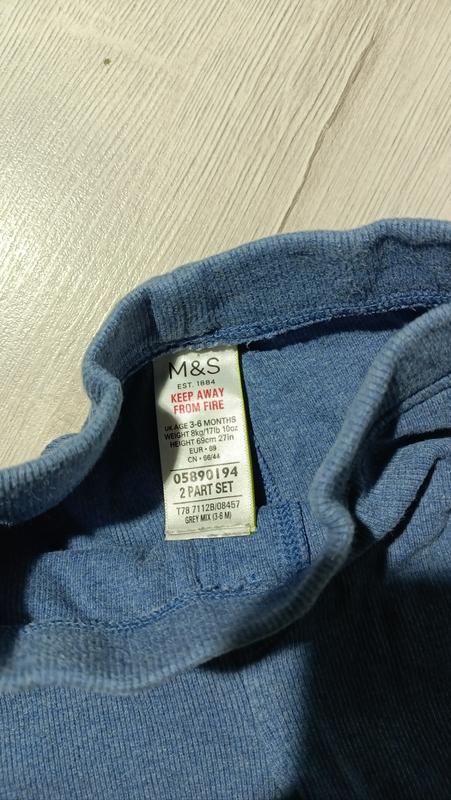 M&S
EST. 1884
KEEP AWAY
FROM FIRE
UK AGE 3-6 MONTHS
WEIGHT 8kg/17lb 10oz
HEIGHT 69cm 27in
EUR • 69
CN • 66/44
05890194
2 PART SET
T78 7112B/08457
GREY MIX (3-6 M)